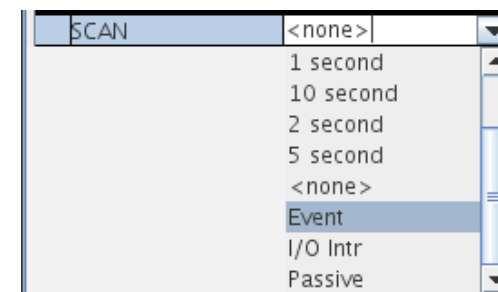 SCAN <none>
1 second
10 second
2 second
5 second
<none>
Event
I/O Intr
Passive